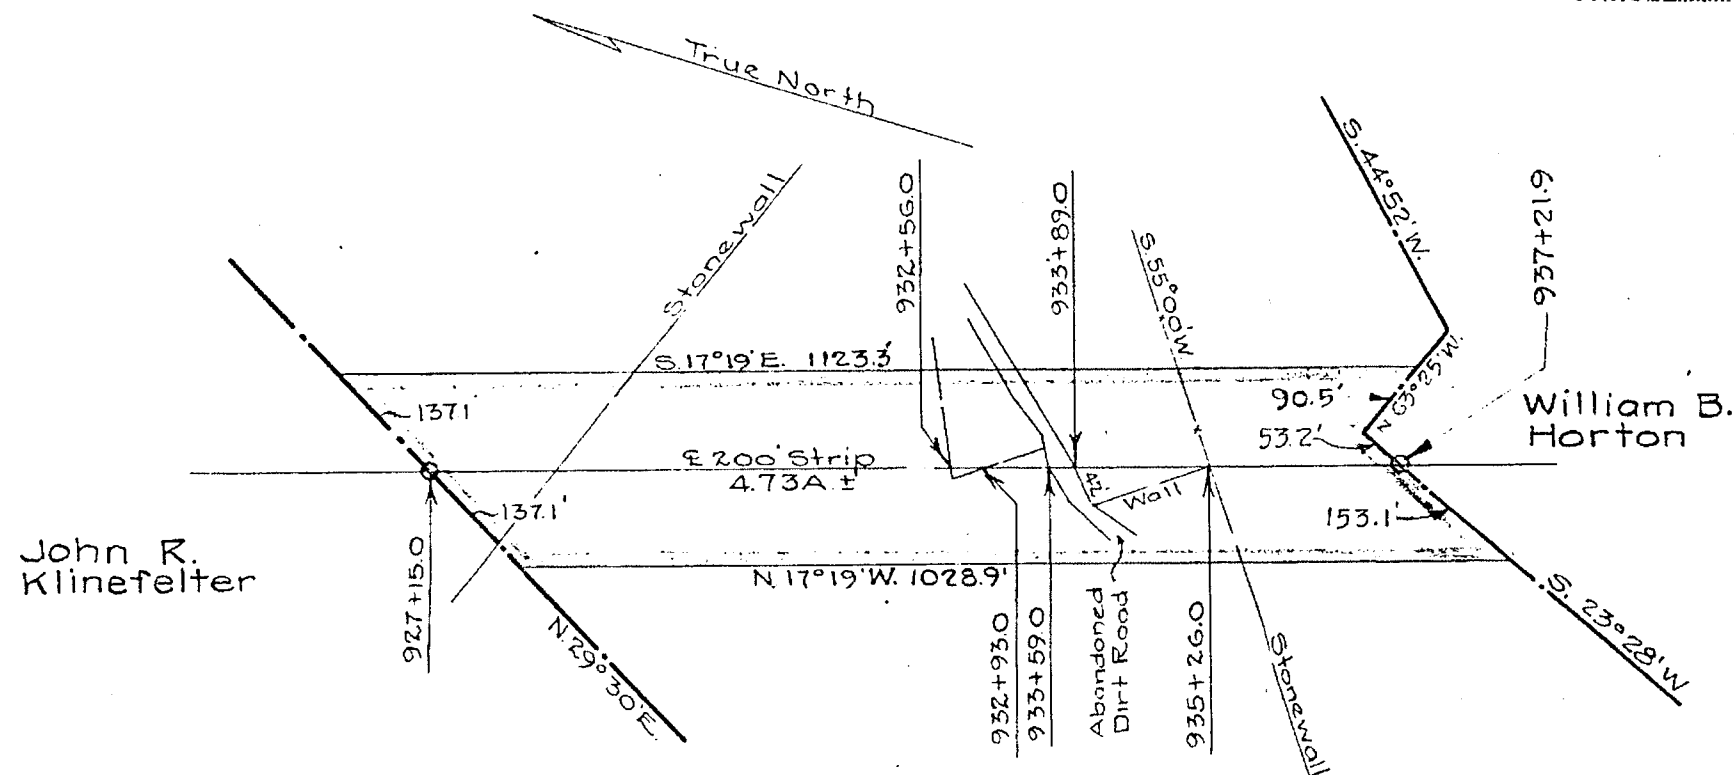 True North
Stonewall
932+56.0
933+89.0
S.55°00'W.
S.44°52'W.
937+21.9
S.17°19'E. 1123.3'
137.1'
90.5'
N 63°25'W.
William B.
Horton
53.2'
℄ 200' Strip
4.73A.±
42'
Wall
137.1'
153.1'
John R.
Klinefelter
927+15.0
N.17°19'W. 1028.9'
N.29°30'E.
932+93.0
933+59.0
Abandoned
Dirt Road
935+26.0
Stonewall
S. 23°28'W